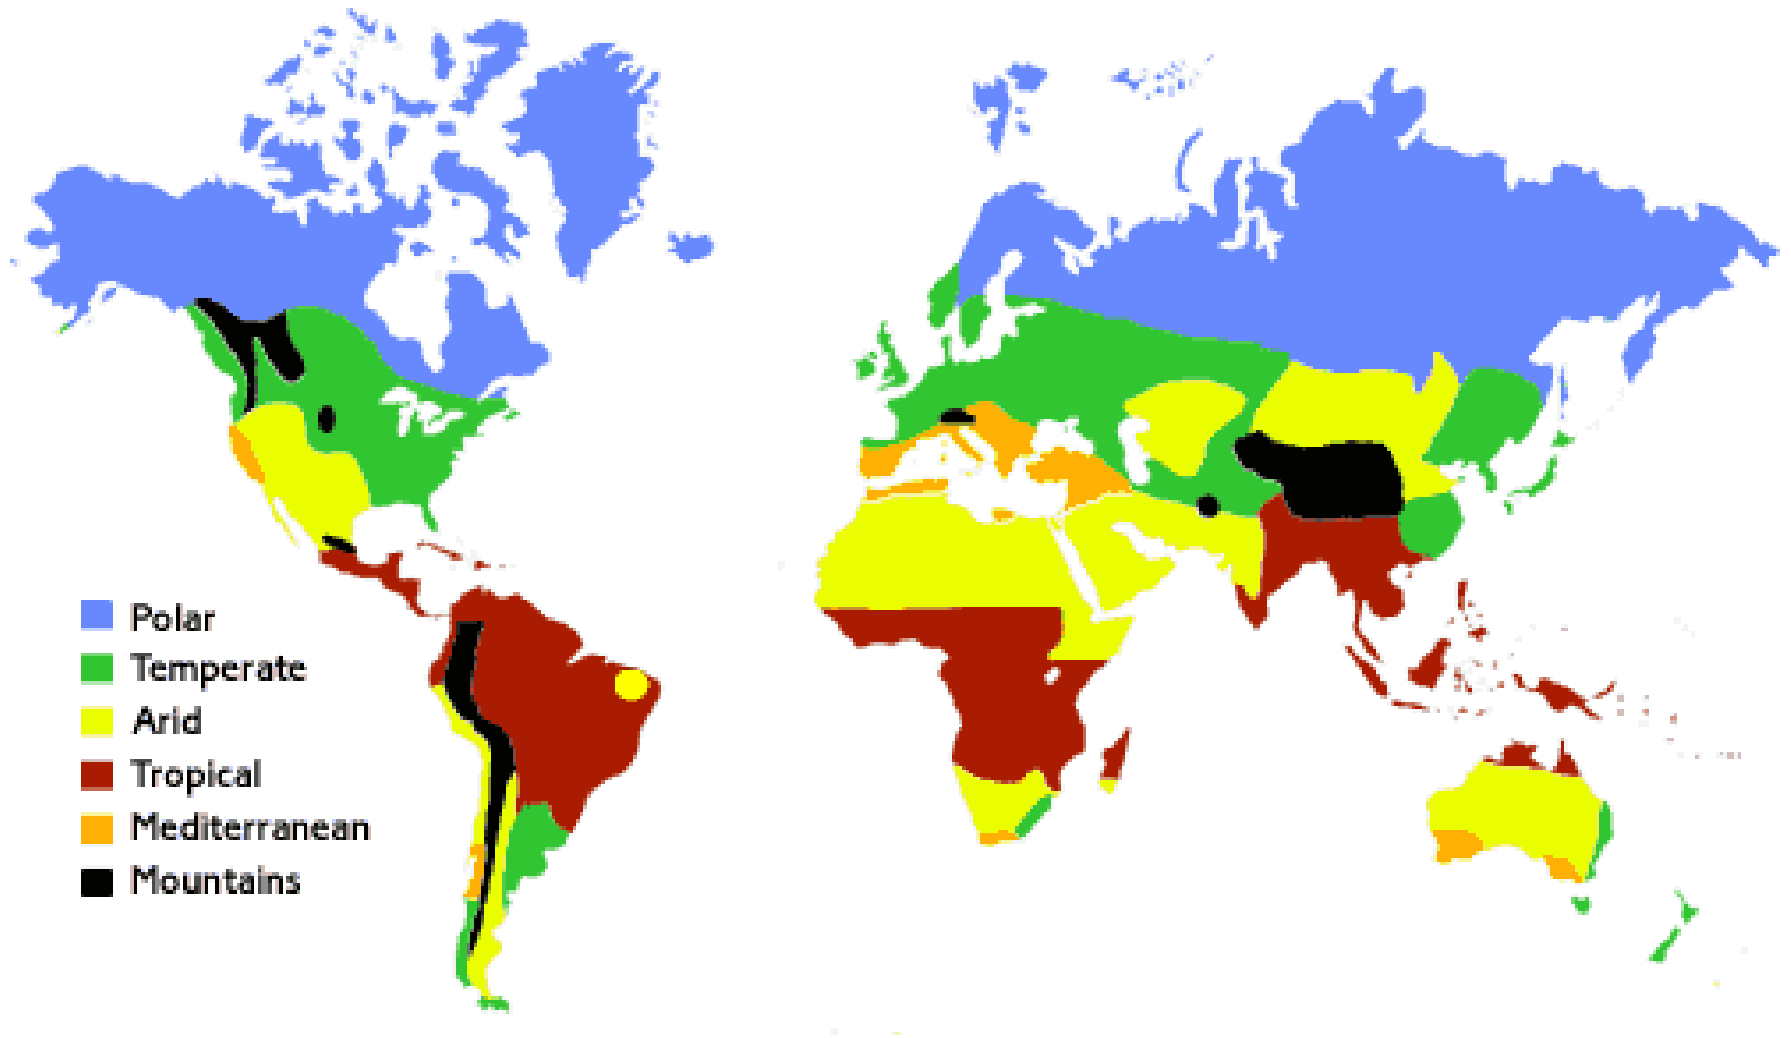 Polar
Temperate
Arid
Tropical
Mediterranean
Mountains